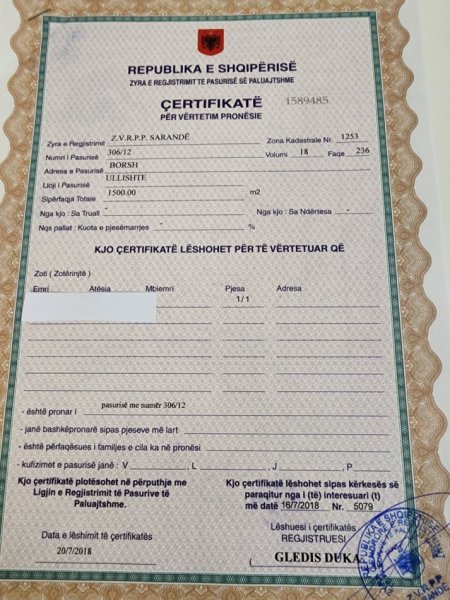 REPUBLIKA E SHQIPËRISË
ZYRA E REGJISTRIMIT TE PASURISË SË PALUAJTSHME
ÇERTIFIKATË 1589485
PËR VËRTETIM PRONËSIE
Zyra e Regjistrimit Z.V.R.P.P. SARANDË Zona Kadastrale Nr. 1253
Numri i Pasurisë 306/12 Volumi 18 Faqe 236
Adresa e Pasurisë BORSH
Lloji i Pasurisë ULLISHTE
Sipërfaqja Totale 1500.00 m2
Nga kjo : Sa Truall - Nga kjo : Sa Ndërtesa -
Nqs pallat : Kuota e pjesëmarrjes - %
KJO ÇERTIFIKATË LËSHOHET PËR TË VËRTETUAR QË
Zoti ( Zotërinjtë )
Emri Atësia Mbiemri Pjesa Adresa
1/1
- është pronar i pasurisë me numër 306/12
- janë bashkëpronarë sipas pjeseve më lart
- është përfaqësues i familjes e cila ka në pronësi
- kufizimet e pasurisë janë : V L, J, P
Kjo çertifikatë plotësohet në përputhje me
Ligjin e Regjistrimit të Pasurive të
Paluajtshme.
Kjo çertifikatë lëshohet sipas kërkesës së
paraqitur nga i (të) interesuari (t)
më datë 16/7/2018 Nr. 5079
Data e lëshimit të çertifikatës
20/7/2018
Lëshuesi i çertifikatës
REGJISTRUESI
GLEDIS DUKA
REPUBLIKA E SHQIPËRISË